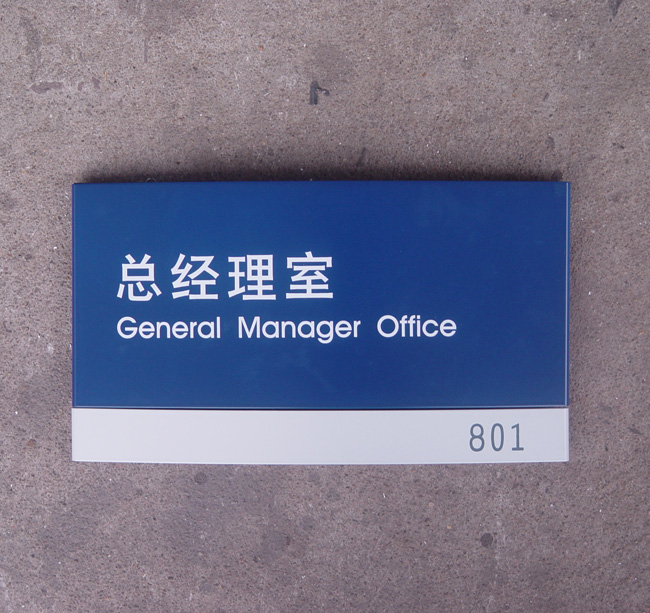 总经理室
General Manager Office
801